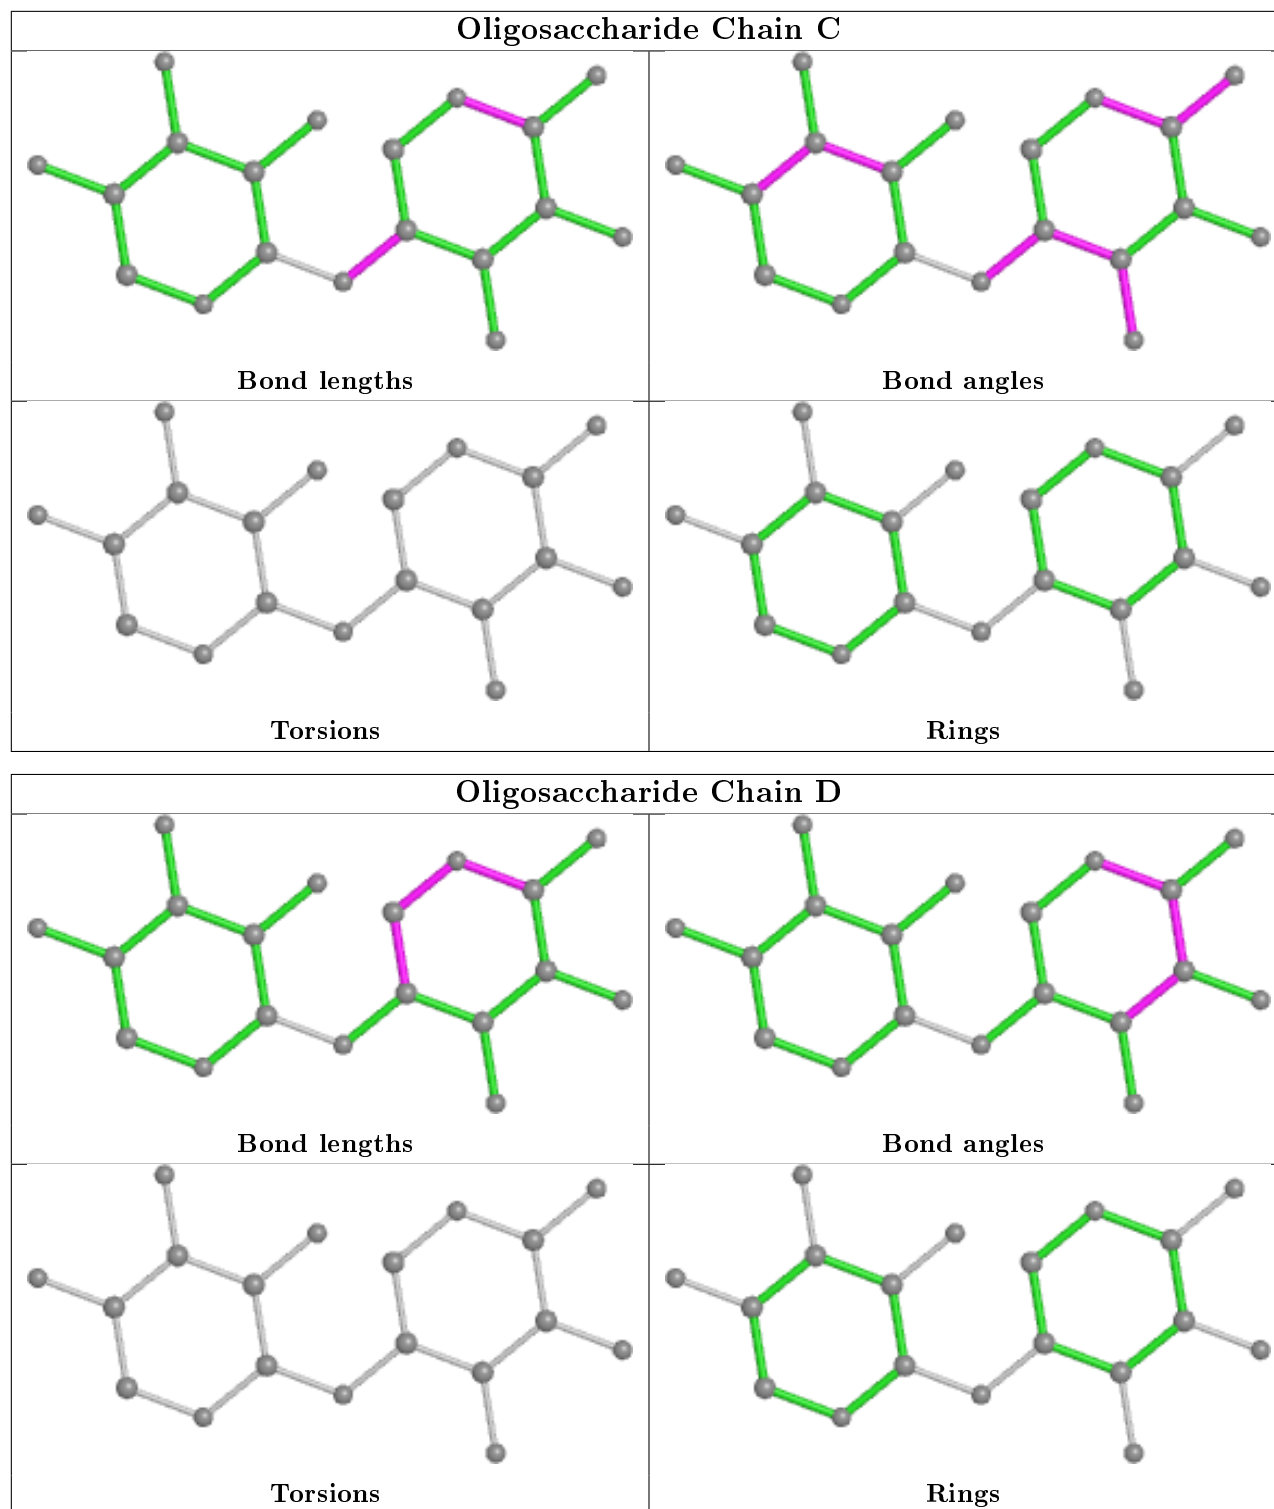 Oligosaccharide Chain C
Bond lengths
Bond angles
Torsions
Rings
Oligosaccharide Chain D
Bond lengths
Bond angles
Torsions
Rings